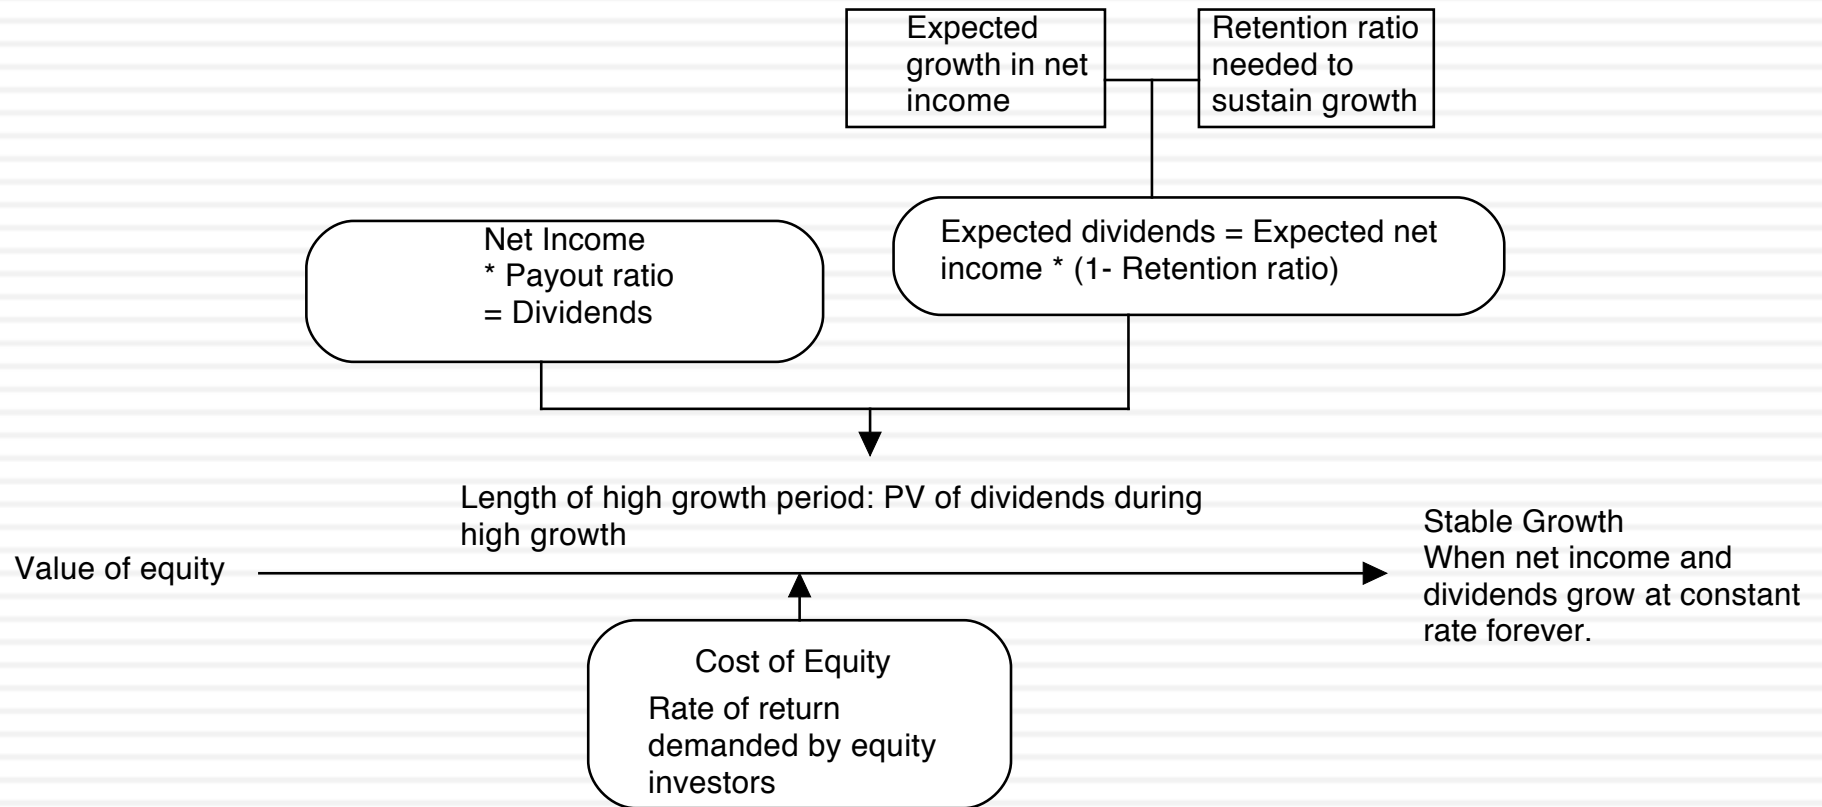 Expected
growth in net
income
Retention ratio
needed to
sustain growth
Net Income
* Payout ratio
= Dividends
Expected dividends = Expected net
income * (1- Retention ratio)
Length of high growth period: PV of dividends during
high growth
Value of equity
Stable Growth
When net income and
dividends grow at constant
rate forever.
Cost of Equity
Rate of return
demanded by equity
investors